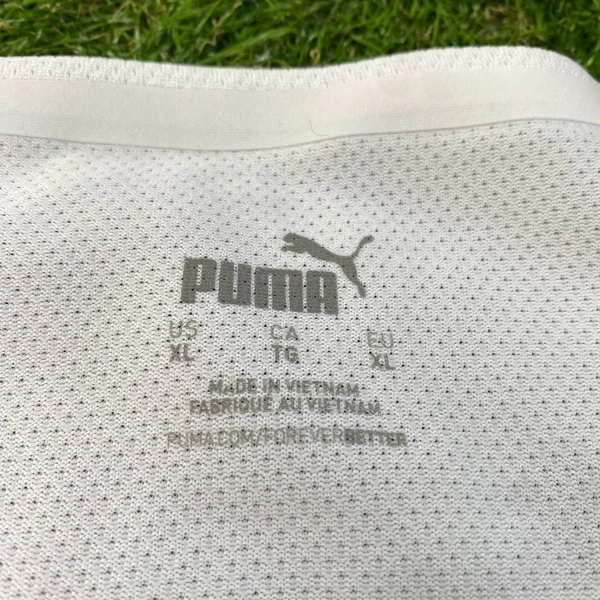 PUMA
US CA EU
XL TG XL
MADE IN VIETNAM
FABRIQUÉ AU VIETNAM
PUMA.COM/FOREVERBETTER